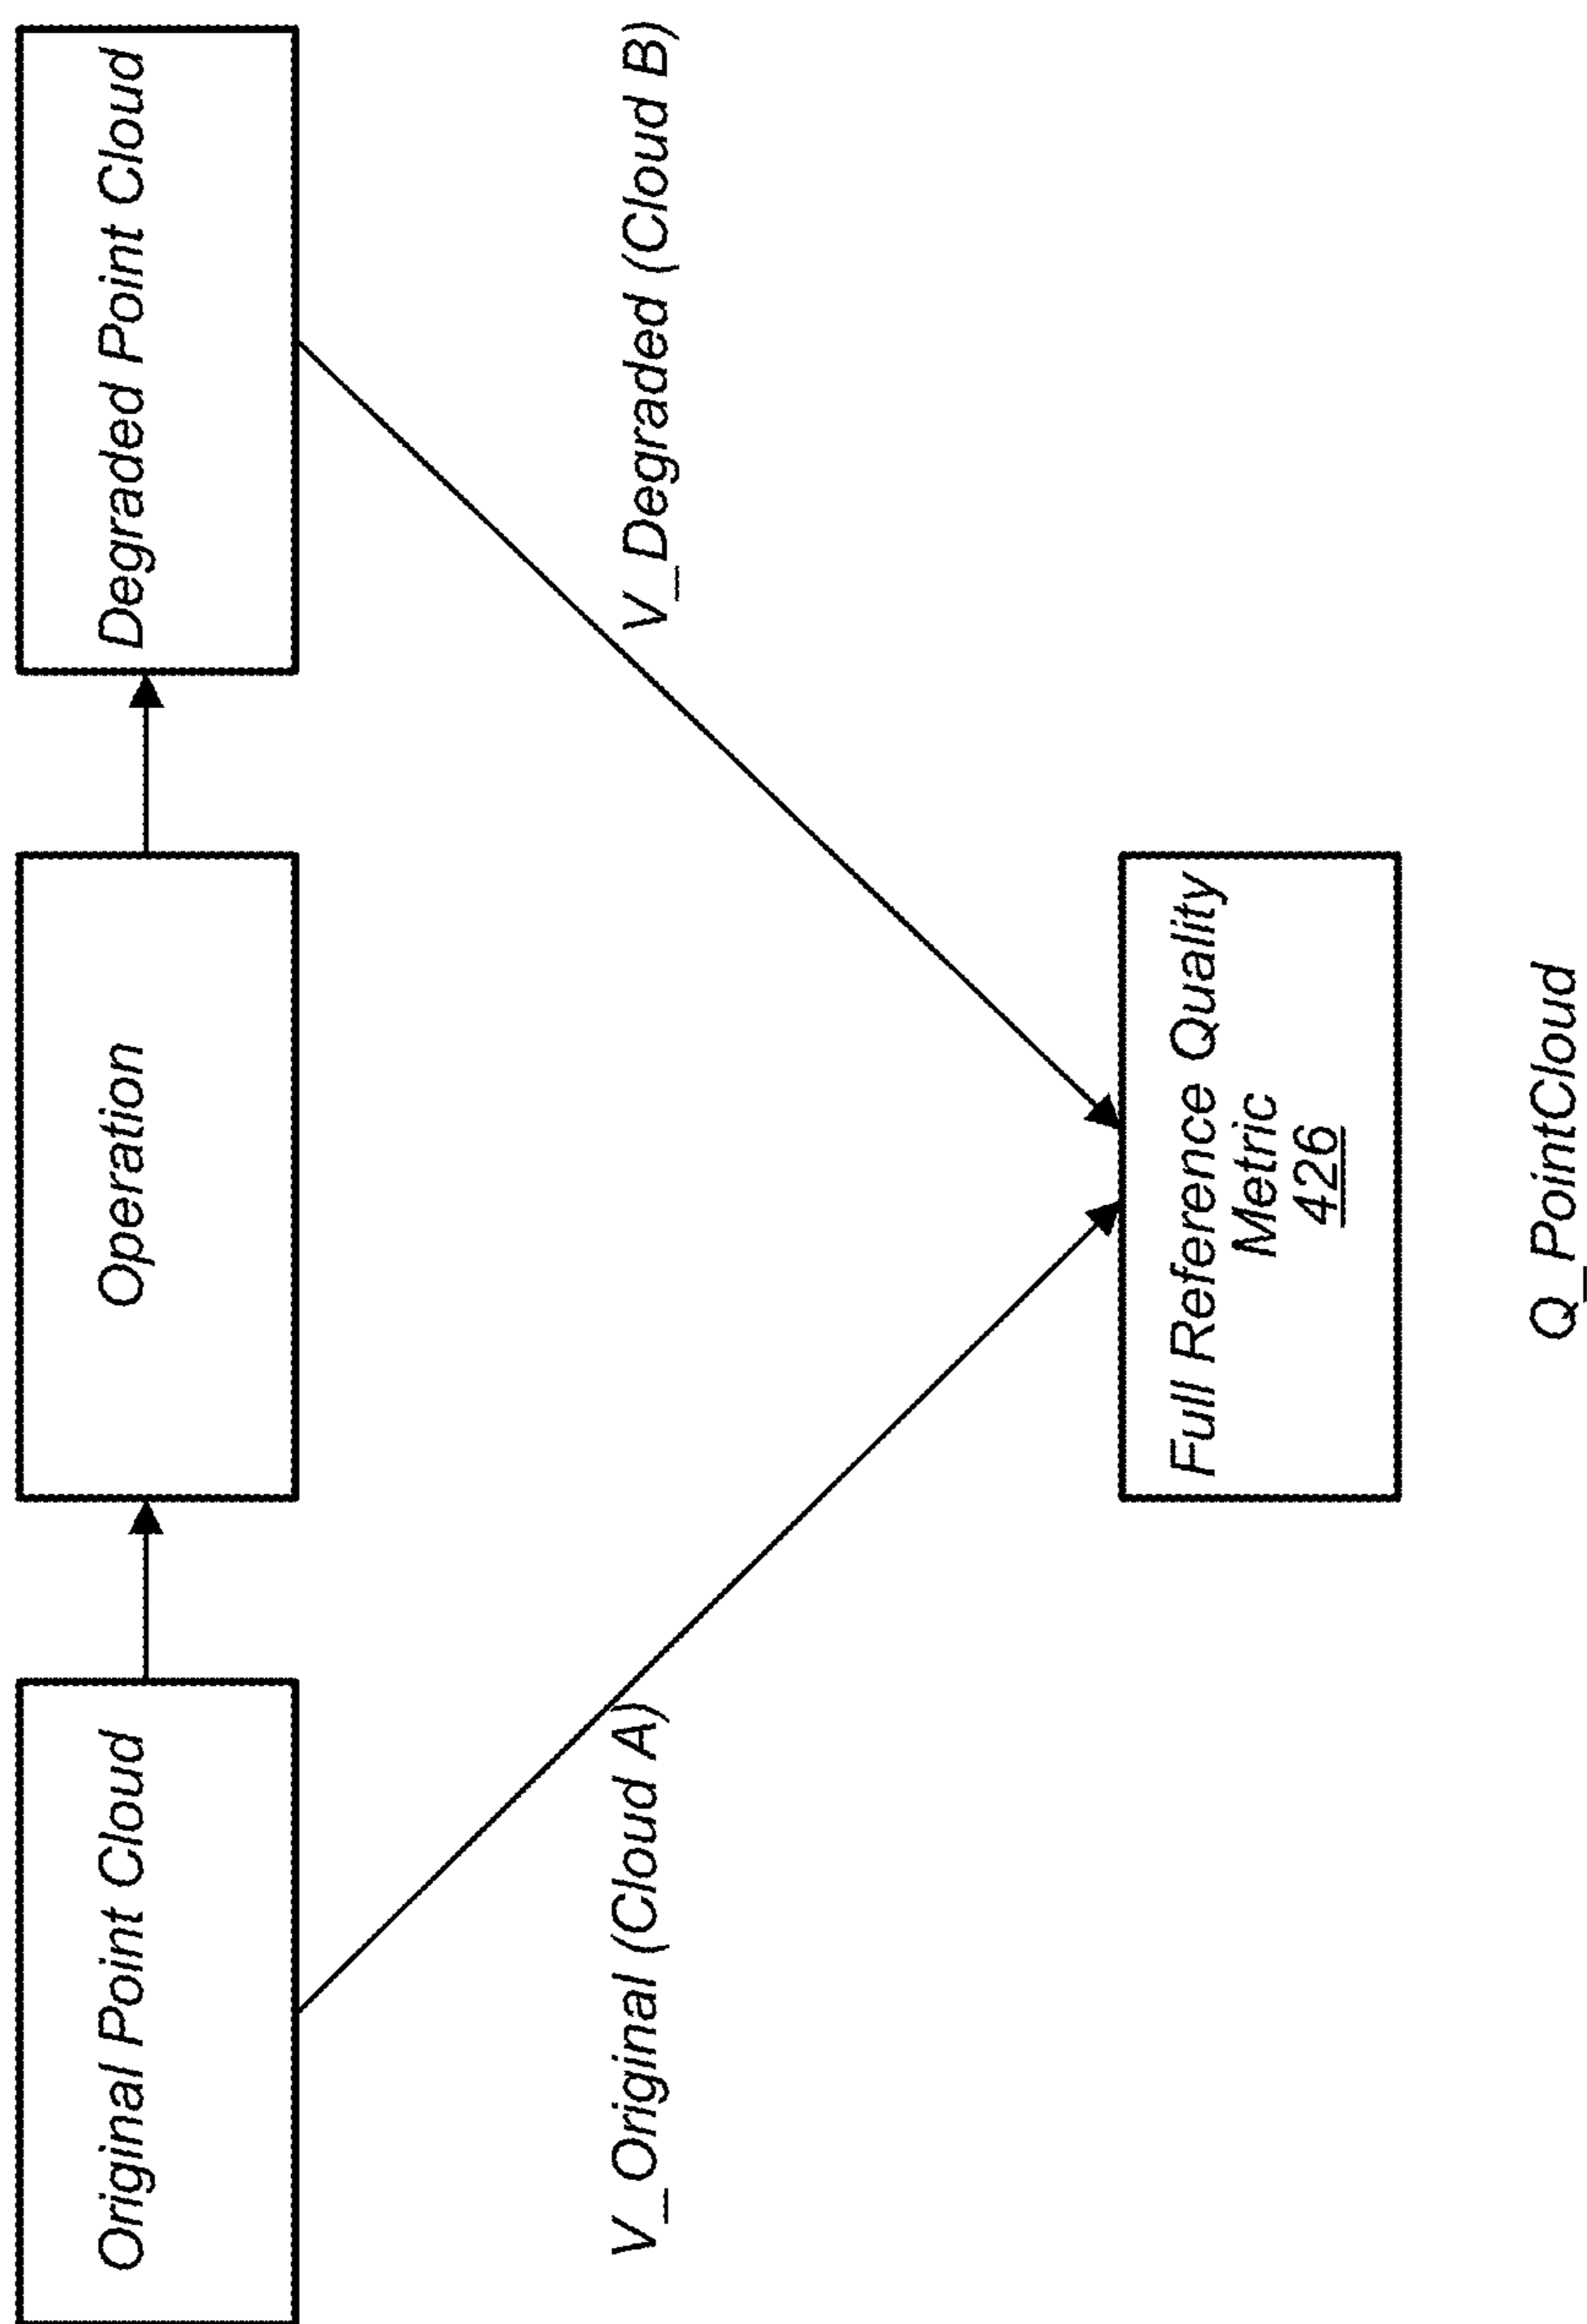 Original Point Cloud
Operation
Degraded Point Cloud
V_Original (Cloud A)
V_Degraded (Cloud B)
Full Reference Quality
Metric
426
Q_PointCloud